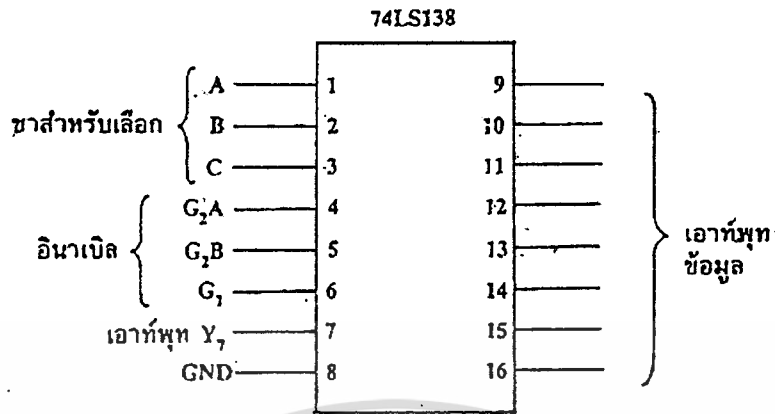 74LS138
A 1 9
ขาสำหรับเลือก B 2 10
C 3 11
G₂A 4 12
อินาเบิล G₂B 5 13
เอาท์พุท
ข้อมูล
G₁ 6 14
เอาท์พุท Y₇ 7 15
GND 8 16